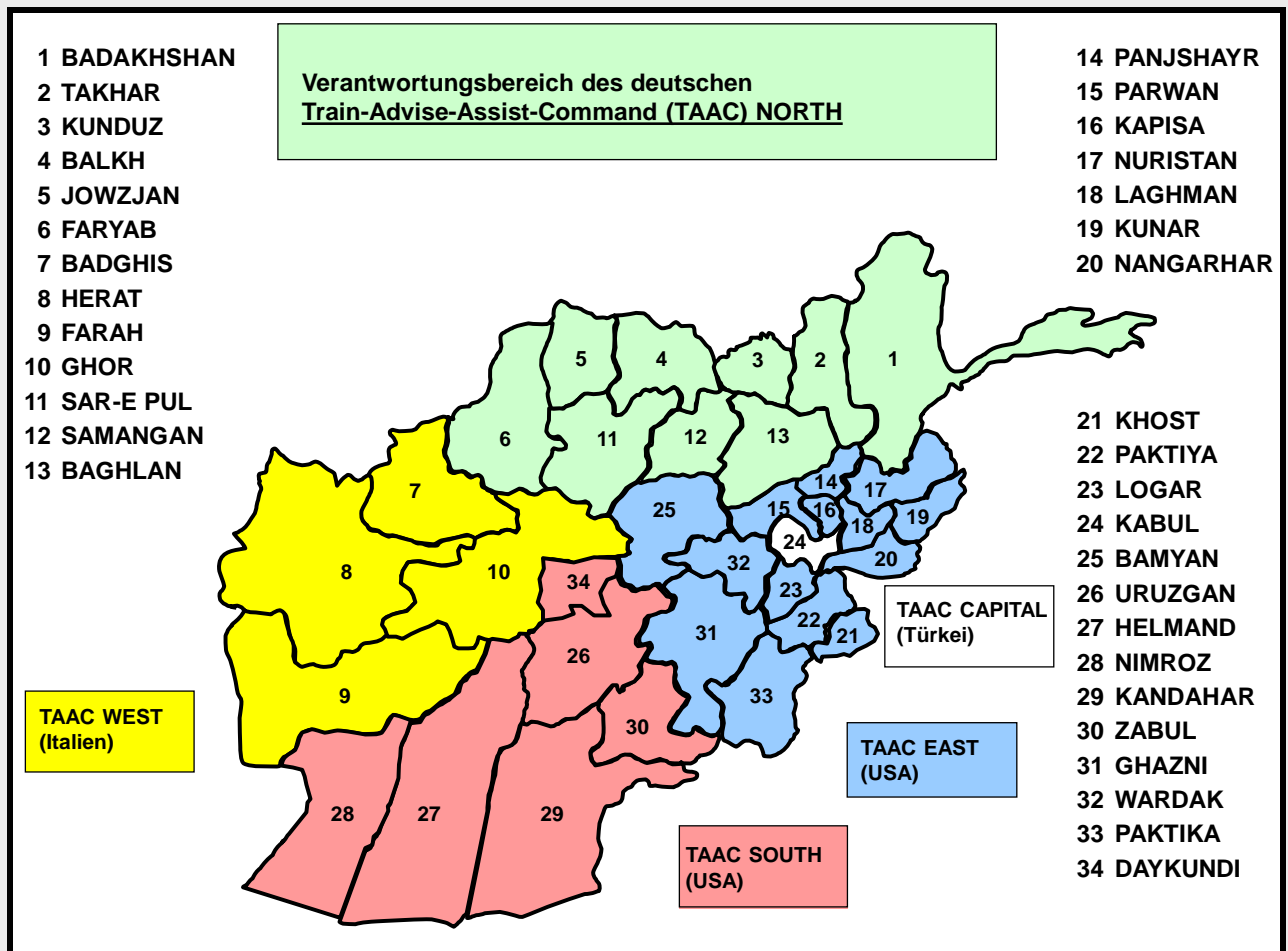 1 BADAKHSHAN
2 TAKHAR
3 KUNDUZ
4 BALKH
5 JOWZJAN
6 FARYAB
7 BADGHIS
8 HERAT
9 FARAH
10 GHOR
11 SAR-E PUL
12 SAMANGAN
13 BAGHLAN
Verantwortungsbereich des deutschen
Train-Advise-Assist-Command (TAAC) NORTH
14 PANJSHAYR
15 PARWAN
16 KAPISA
17 NURISTAN
18 LAGHMAN
19 KUNAR
20 NANGARHAR
21 KHOST
22 PAKTIYA
23 LOGAR
24 KABUL
25 BAMYAN
26 URUZGAN
27 HELMAND
28 NIMROZ
29 KANDAHAR
30 ZABUL
31 GHAZNI
32 WARDAK
33 PAKTIKA
34 DAYKUNDI
5
4
3
2
1
6
11
12
13
7
25
14
17
15
16
18
19
24
20
8
10
34
32
23
22
21
31
26
9
33
30
28
27
29
TAAC CAPITAL
(Türkei)
TAAC WEST
(Italien)
TAAC EAST
(USA)
TAAC SOUTH
(USA)